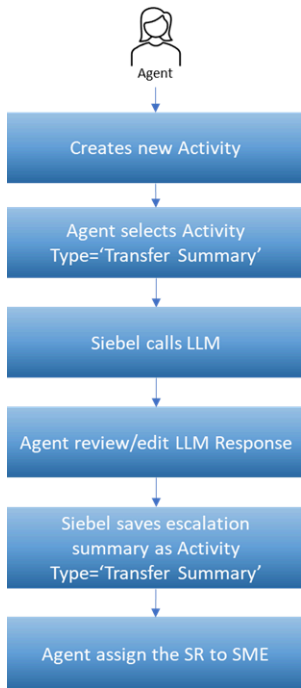 Agent
Creates new Activity
Agent selects Activity
Type=‘Transfer Summary’
Siebel calls LLM
Agent review/edit LLM Response
Siebel saves escalation
summary as Activity
Type=‘Transfer Summary’
Agent assign the SR to SME